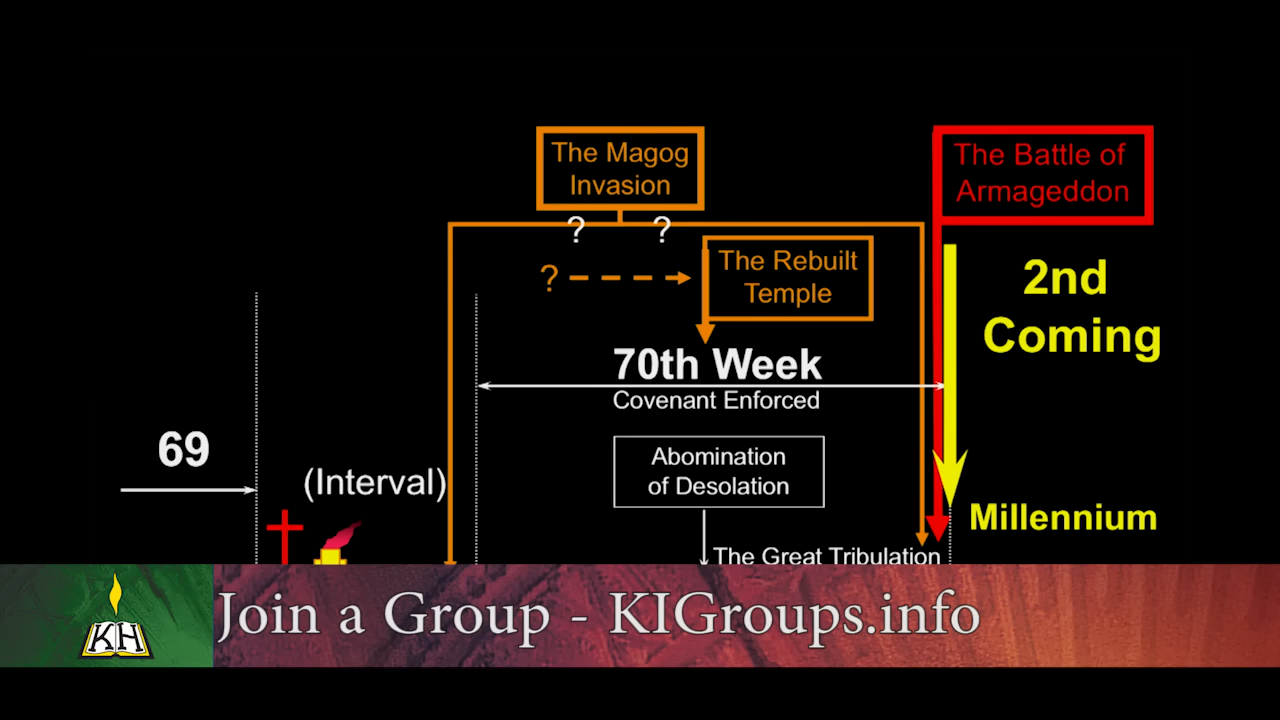 The Magog
Invasion
The Battle of
Armageddon
? ?
?
The Rebuilt
Temple
2nd
Coming
70th Week
Covenant Enforced
69
(Interval)
Abomination
of Desolation
Millennium
The Great Tribulation
KH
Join a Group - KIGroups.info